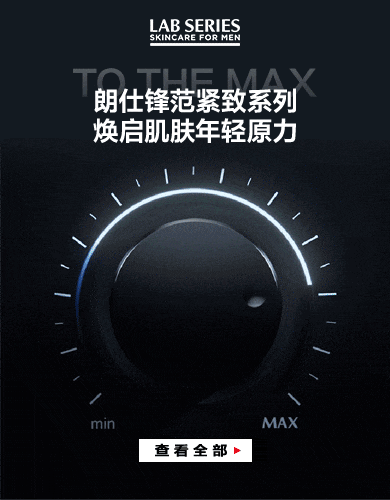 LAB SERIES
SKINCARE FOR MEN
TO THE MAX
朗仕锋范紧致系列
焕启肌肤年轻原力
min
MAX
查看全部